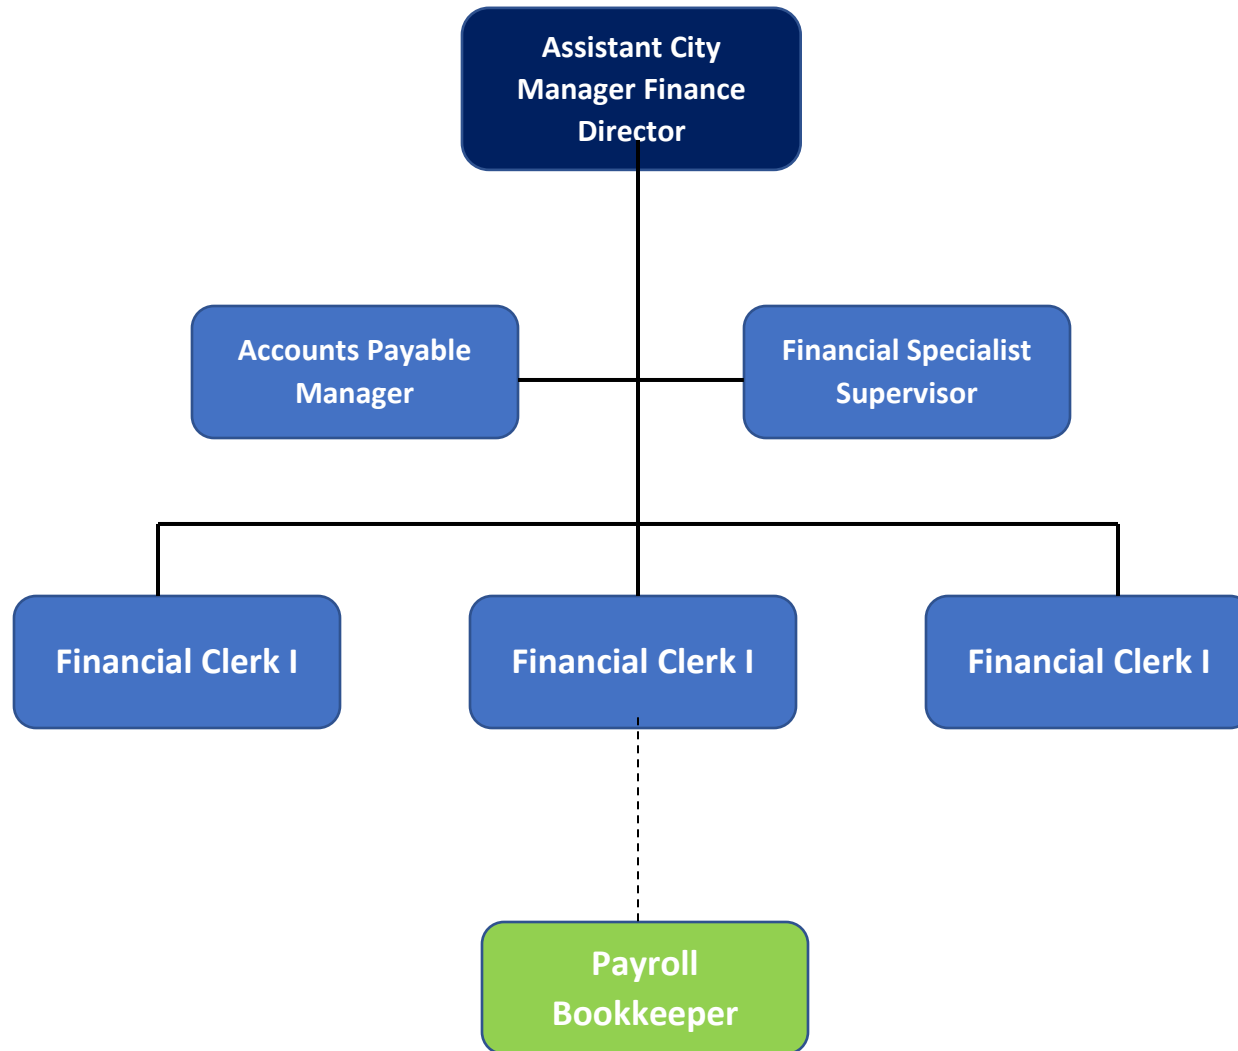 Assistant City
Manager Finance
Director
Accounts Payable
Manager
Financial Specialist
Supervisor
Financial Clerk I
Financial Clerk I
Financial Clerk I
Payroll
Bookkeeper